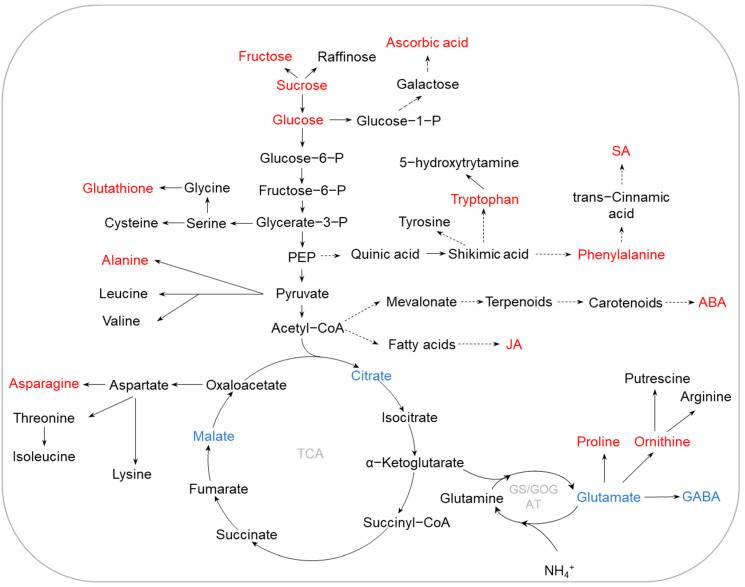 Ascorbic acid
Fructose
Raffinose
Sucrose
Galactose
Glucose
Glucose−1−P
Glucose−6−P
5−hydroxytrytamine
SA
Glutathione
Glycine
Fructose−6−P
Tryptophan
trans−Cinnamic
acid
Cysteine
Serine
Glycerate−3−P
Tyrosine
Alanine
PEP
Quinic acid
Shikimic acid
Phenylalanine
Leucine
Pyruvate
Valine
Mevalonate
Terpenoids
Carotenoids
ABA
Acetyl−CoA
Fatty acids
JA
Citrate
Asparagine
Aspartate
Oxaloacetate
Putrescine
Arginine
Threonine
Isocitrate
Malate
Proline
Ornithine
Isoleucine
TCA
Lysine
α−Ketoglutarate
Fumarate
Glutamine
GS/GOG
AT
Glutamate
GABA
Succinyl−CoA
Succinate
NH₄⁺